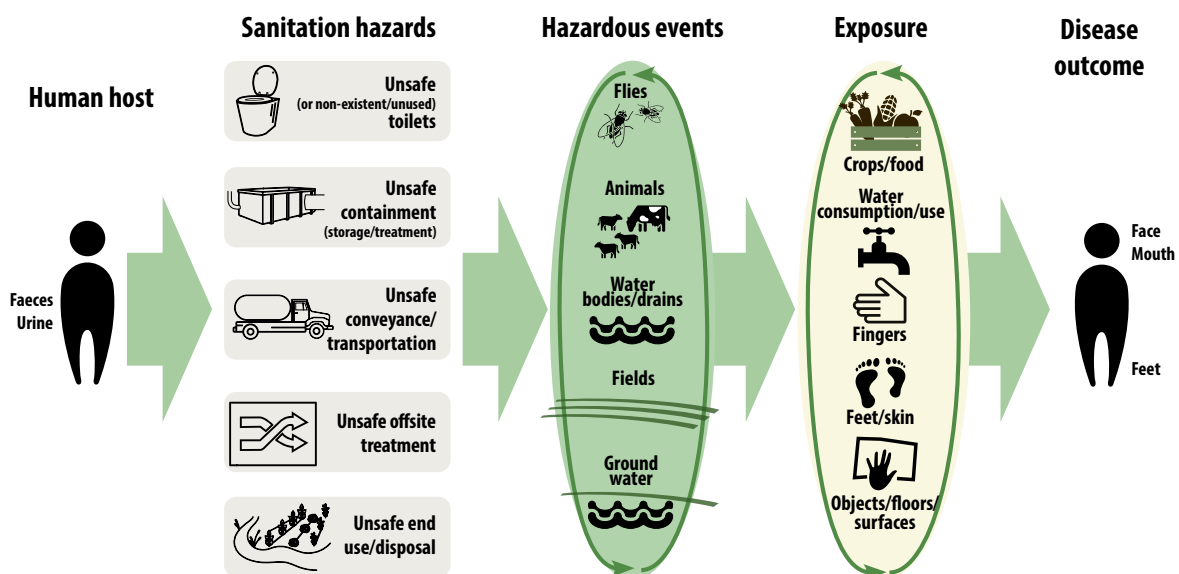 Human host
Faeces
Urine
Sanitation hazards
Unsafe
(or non-existent/unused)
toilets
Unsafe
containment
(storage/treatment)
Unsafe
conveyance/
transportation
Unsafe offsite
treatment
Unsafe end
use/disposal
Hazardous events
Flies
Animals
Water
bodies/drains
Fields
Ground
water
Exposure
Crops/food
Water
consumption/use
Fingers
Feet/skin
Objects/floors/
surfaces
Disease
outcome
Face
Mouth
Feet